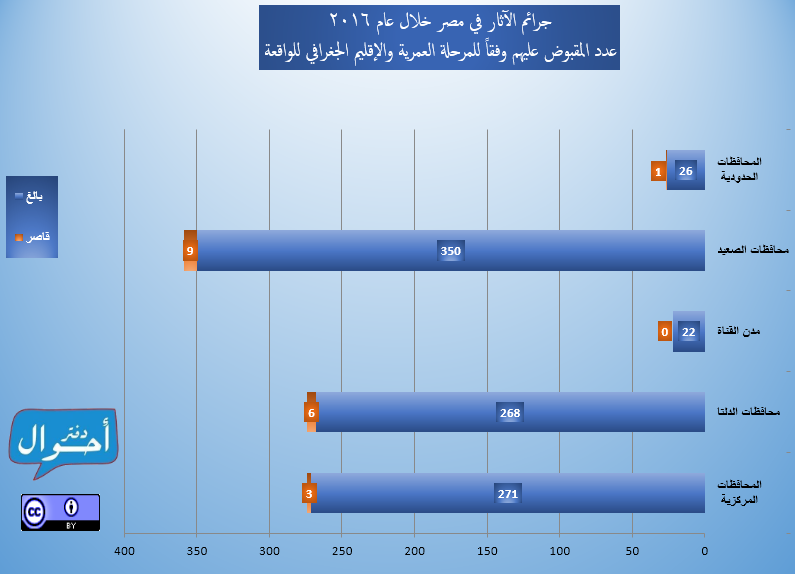 جرائم الآثار في مصر خلال عام ٢٠١٦
عدد المقبوض عليهم وفقاً للمرحلة العمرية والإقليم الجغرافي للواقعة
بالغ
قاصر
المحافظات
الحدودية
26
1
محافظات الصعيد
350
9
مدن القناة
22
0
محافظات الدلتا
268
6
المحافظات
المركزية
271
3
400 350 300 250 200 150 100 50 0
دفتر
أحوال
cc
BY